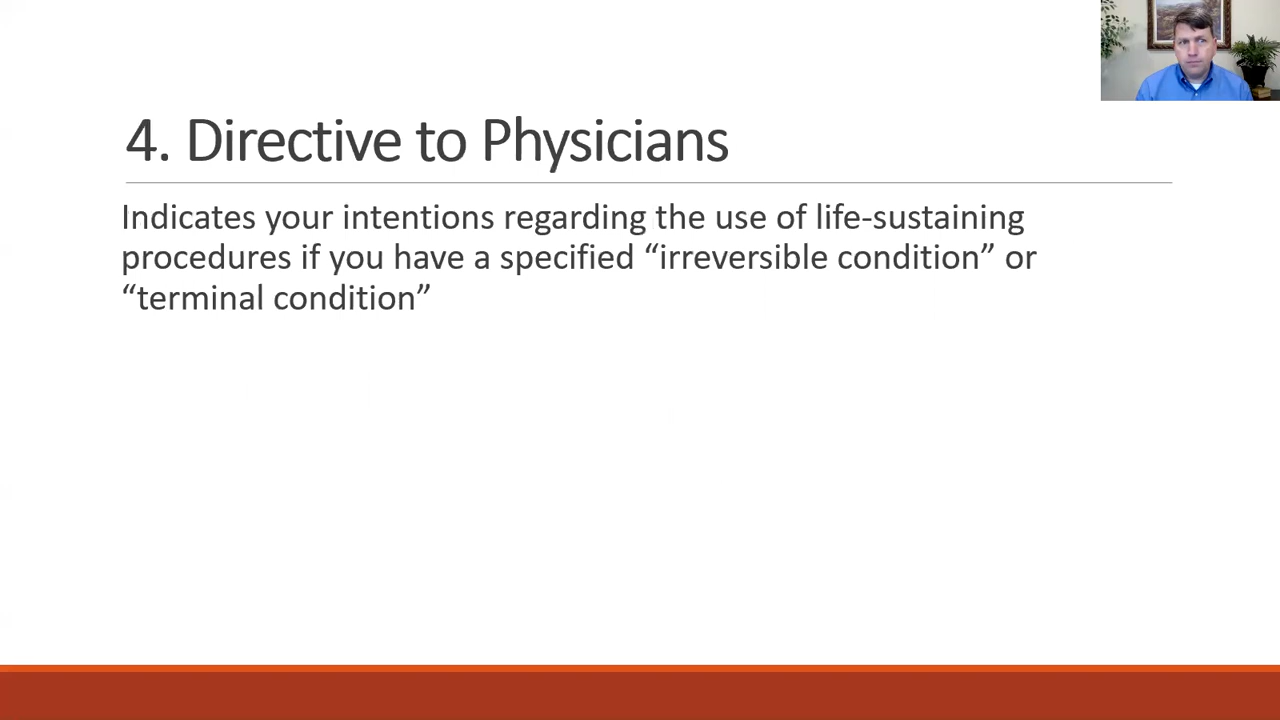 4. Directive to Physicians
Indicates your intentions regarding the use of life-sustaining
procedures if you have a specified “irreversible condition” or
“terminal condition”